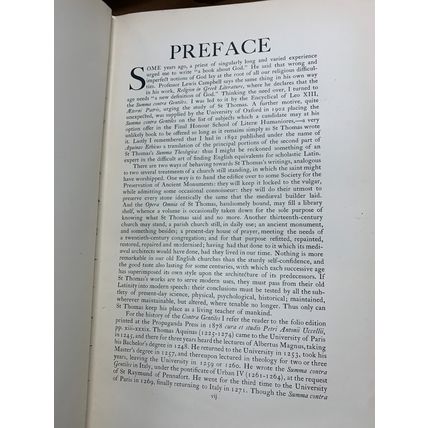 PREFACE
SOME years ago, a priest of singularly long and varied experience
urged me to write "a book about God." He said that wrong and
imperfect notions of God lay at the root of all our religious difficul-
ties. Professor Lewis Campbell says the same thing in his own way
in his work, Religion in Greek Literature, where he declares that the
age needs "a new definition of God." Thinking the need over, I turned to
the Summa contra Gentiles. I was led to it by the Encyclical of Leo XIII,
Æterni Patris, urging the study of St Thomas. A further motive, quite
unexpected, was supplied by the University of Oxford in 1902 placing the
Summa contra Gentiles on the list of subjects which a candidate may at his
option offer in the Final Honour School of Literæ Humaniores,—a very
unlikely book to be offered so long as it remains simply as St Thomas wrote
it. Lastly I remembered that I had in 1892 published under the name of
Aquinas Ethicus a translation of the principal portions of the second part of
St Thomas's Summa Theologica: thus I might be reckoned something of an
expert in the difficult art of finding English equivalents for scholastic Latin.
There are two ways of behaving towards St Thomas's writings, analogous
to two several treatments of a church still standing, in which the saint might
have worshipped. One way is to hand the edifice over to some Society for the
Preservation of Ancient Monuments: they will keep it locked to the vulgar,
while admitting some occasional connoisseur: they will do their utmost to
preserve every stone identically the same that the mediæval builder laid.
And the Opera Omnia of St Thomas, handsomely bound, may fill a library
shelf, whence a volume is occasionally taken down for the sole purpose of
knowing what St Thomas said and no more. Another thirteenth-century
church may stand, a parish church still, in daily use; an ancient monument,
and something besides; a present-day house of prayer, meeting the needs of
a twentieth-century congregation; and for that purpose refitted, repainted,
restored, repaired and modernised; having had that done to it which its medi-
æval architects would have done, had they lived in our time. Nothing is more
remarkable in our old English churches than the sturdy self-confidence, and
the good taste also lasting for some centuries, with which each successive age
has superimposed its own style upon the architecture of its predecessors. If
St Thomas's works are to serve modern uses, they must pass from their old
Latinity into modern speech: their conclusions must be tested by all the sub-
tlety of present-day science, physical, psychological, historical; maintained,
wherever maintainable, but altered, where tenable no longer. Thus only can
St Thomas keep his place as a living teacher of mankind.
For the history of the Contra Gentiles I refer the reader to the folio edition
printed at the Propaganda Press in 1878 cura et studio Petri Antonii Uccellii,
pp. xiii-xxxix. Thomas Aquinas (1225-1274) came to the University of Paris
in 1245, and there for three years heard the lectures of Albertus Magnus, taking
his Bachelor's degree in 1248. He returned to the University in 1253, took his
Master's degree in 1257, and thereupon lectured in theology for two or three
years, leaving the University in 1259 or 1260. He wrote the Summa contra
Gentiles in Italy, under the pontificate of Urban IV (1261-1264), at the request
of St Raymund of Pennafort. He went for the third time to the University
of Paris in 1269, finally returning to Italy in 1271. Though the Summa contra
vij